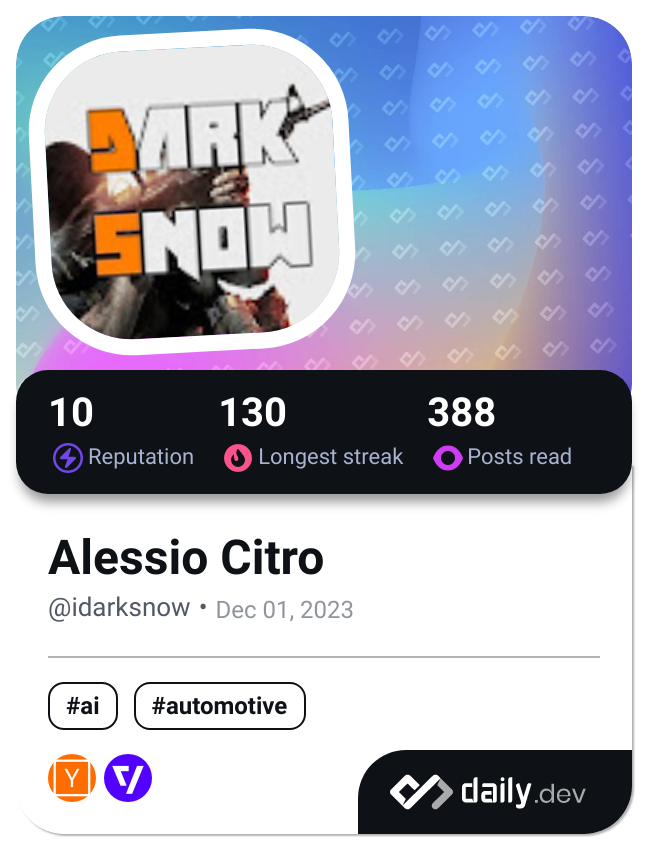 DARK
SNOW
10 130 388
Reputation Longest streak Posts read
Alessio Citro
@idarksnow • Dec 01, 2023
#ai #automotive
Y
daily.dev